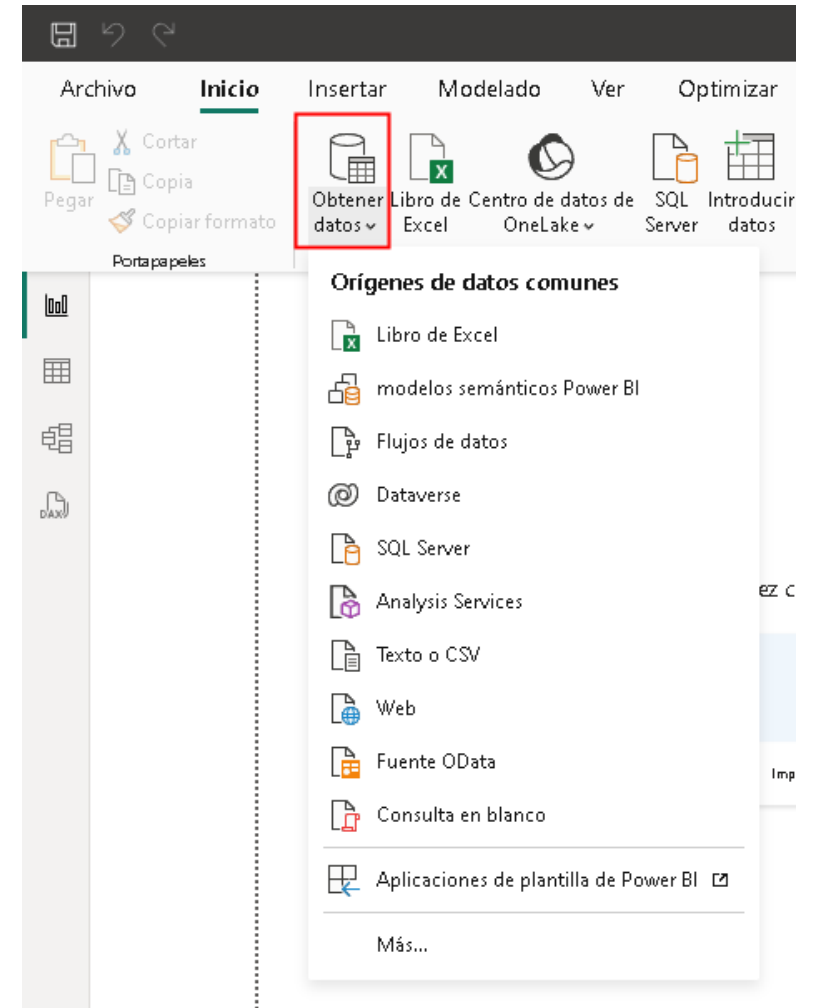 Archivo Inicio Insertar Modelado Ver Optimizar
Cortar
Copia
Pegar
Copiar formato
Portapapeles
Obtener datos
Libro de Excel
Centro de datos de OneLake
SQL Server
Introducir datos
Orígenes de datos comunes
Libro de Excel
modelos semánticos Power BI
Flujos de datos
Dataverse
SQL Server
Analysis Services
Texto o CSV
Web
Fuente OData
Consulta en blanco
Aplicaciones de plantilla de Power BI
Más...
DAX
ez c
Imp